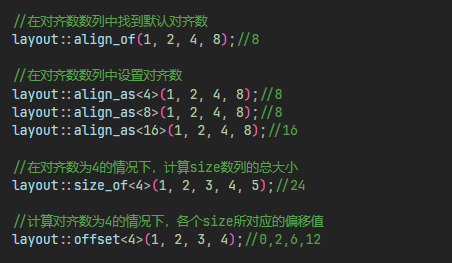 //在对齐数数列中找到默认对齐数
layout::align_of(1, 2, 4, 8);//8
//在对齐数数列中设置对齐数
layout::align_as<4>(1, 2, 4, 8);//8
layout::align_as<8>(1, 2, 4, 8);//8
layout::align_as<16>(1, 2, 4, 8);//16
//在对齐数为4的情况下，计算size数列的总大小
layout::size_of<4>(1, 2, 3, 4, 5);//24
//计算对齐数为4的情况下，各个size所对应的偏移值
layout::offset<4>(1, 2, 3, 4);//0,2,6,12